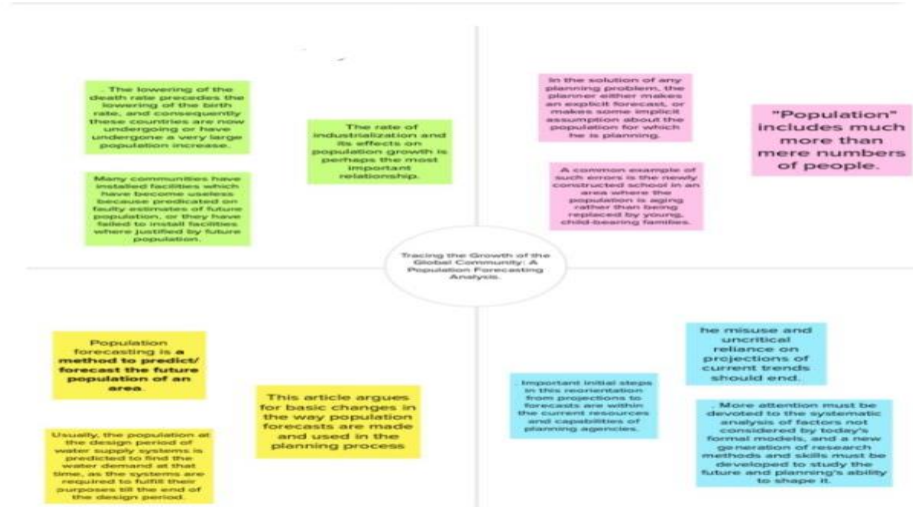 . The lowering of the
death rate precedes the
lowering of the birth
rate, and consequently
these countries are now
undergoing or have
undergone a very large
population increase.
The rate of
industrialization and
its effects on
population growth is
perhaps the most
important
relationship.
Many communities have
installed facilities which
have become useless
because predicated on
faulty estimates of future
population, or they have
failed to install facilities
where justified by future
population.
In the solution of any
planning problem, the
planner either makes
an explicit forecast, or
makes some implicit
assumption about the
population for which
he is planning.
"Population"
includes much
more than
mere numbers
of people.
A common example of
such errors is the newly
constructed school in an
area where the
population is aging
rather than being
replaced by young,
child-bearing families.
Tracing the Growth of the
Global Community: A
Population Forecasting
Analysis.
Population
forecasting is a
method to predict/
forecast the future
population of an
area.
This article argues
for basic changes in
the way population
forecasts are made
and used in the
planning process
Usually, the population at
the design period of
water supply systems is
predicted to find the
water demand at that
time, as the systems are
required to fulfill their
purposes till the end of
the design period.
he misuse and
uncritical
reliance on
projections of
current trends
should end.
. Important initial steps
in this reorientation
from projections to
forecasts are within
the current resources
and capabilities of
planning agencies.
. More attention must be
devoted to the systematic
analysis of factors not
considered by today's
formal models, and a new
generation of research
methods and skills must be
developed to study the
future and planning's ability
to shape it.